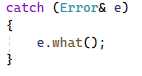 catch (Error& e)
{
    e.what();
}